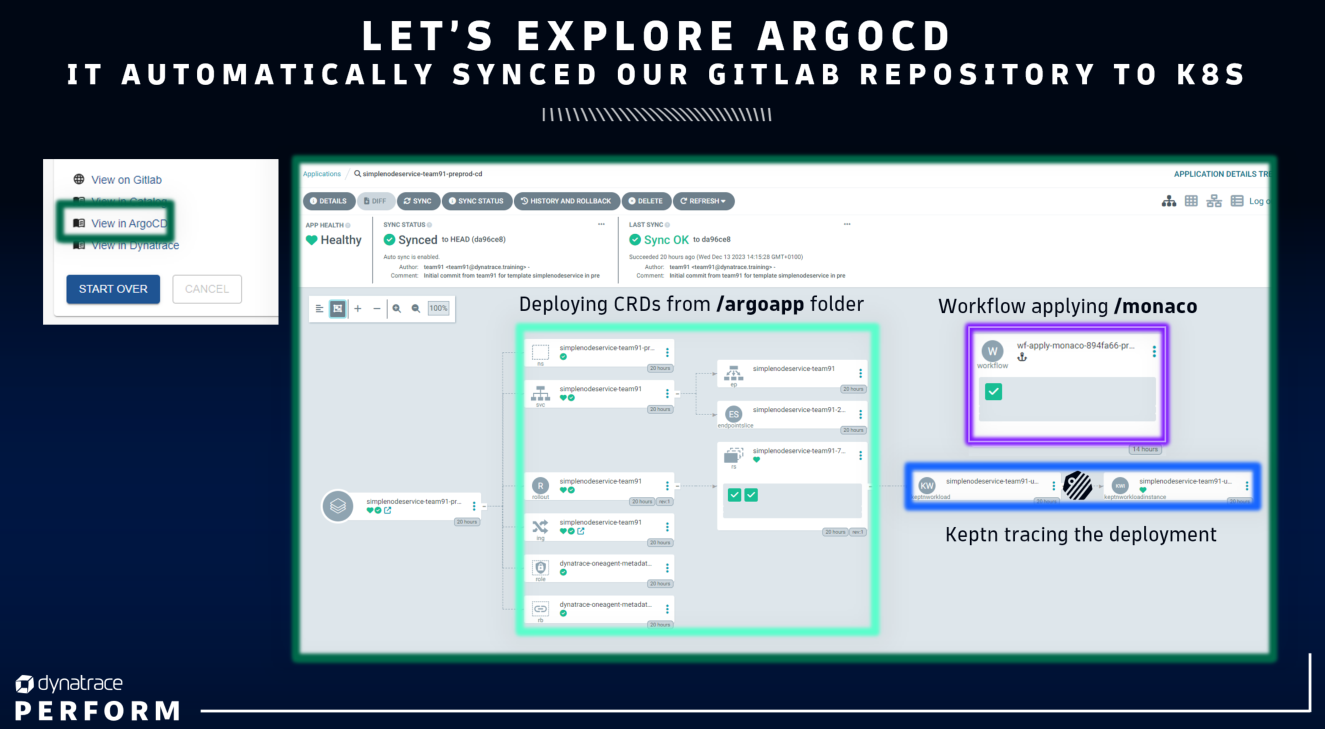 LET'S EXPLORE ARGOCD
IT AUTOMATICALLY SYNCED OUR GITLAB REPOSITORY TO K8S
View on Gitlab
View in Catalog
View in ArgoCD
View in Dynatrace
START OVER
CANCEL
Applications / simplenodeservice-team91-preprod-cd
APPLICATION DETAILS TRE
DETAILS
DIFF
SYNC
SYNC STATUS
HISTORY AND ROLLBACK
DELETE
REFRESH
Log o
APP HEALTH
Healthy
SYNC STATUS
Synced to HEAD (da96ce8)
Auto sync is enabled.
Author: team91 <team91@dynatrace.training> -
Comment: Initial commit from team91 for template simplenodeservice in pre
LAST SYNC
Sync OK to da96ce8
Succeeded 20 hours ago (Wed Dec 13 2023 14:15:28 GMT+0100)
Author: team91 <team91@dynatrace.training> -
Comment: Initial commit from team91 for template simplenodeservice in pre
100%
Deploying CRDs from /argoapp folder
Workflow applying /monaco
simplenodeservice-team91-pr...
20 hours
simplenodeservice-team91-pr...
ns
20 hours
simplenodeservice-team91
svc
20 hours
simplenodeservice-team91
rollout
20 hours
rev:1
simplenodeservice-team91
ing
20 hours
dynatrace-oneagent-metadat...
role
20 hours
dynatrace-oneagent-metadat...
rb
20 hours
simplenodeservice-team91
ep
20 hours
simplenodeservice-team91-2...
ES
endpointslice
20 hours
simplenodeservice-team91-7...
rs
20 hours
rev:1
W
workflow
wf-apply-monaco-894fa66-pr...
14 hours
KW
keptnworkload
simplenodeservice-team91-u...
20 hours
KWI
keptnworkloadinstance
simplenodeservice-team91-u...
20 hours
Keptn tracing the deployment
dynatrace
PERFORM